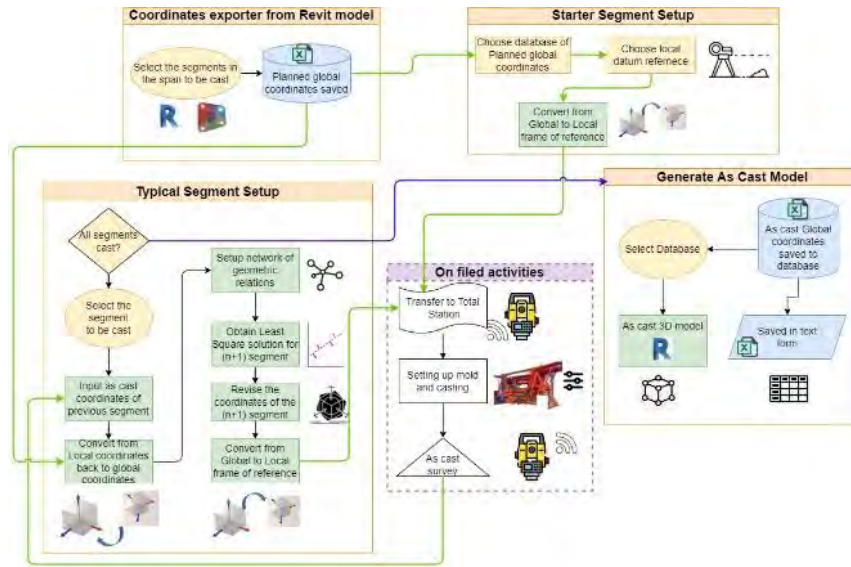 Coordinates exporter from Revit model
Select the segments in
the span to be cast
Planned global
coordinates saved
Starter Segment Setup
Choose database of
Planned global
coordinates
Choose local
datum refernece
Convert from
Global to Local
frame of reference
Typical Segment Setup
All segments
cast?
Select the
segment
to be cast
Input as cast
coordinates of
previous segment
Convert from
Local coordinates
back to global
coordinates
Setup network of
geometric
relations
Obtain Least
Square solution for
(n+1) segment
Revise the
coordinates of the
(n+1) segment
Convert from
Global to Local
frame of reference
On filed activities
Transfer to Total
Station
Setting up mold
and casting
As cast
survey
Generate As Cast Model
Select Database
As cast Global
coordinates
saved to
database
As cast 3D model
R
Saved in text
form